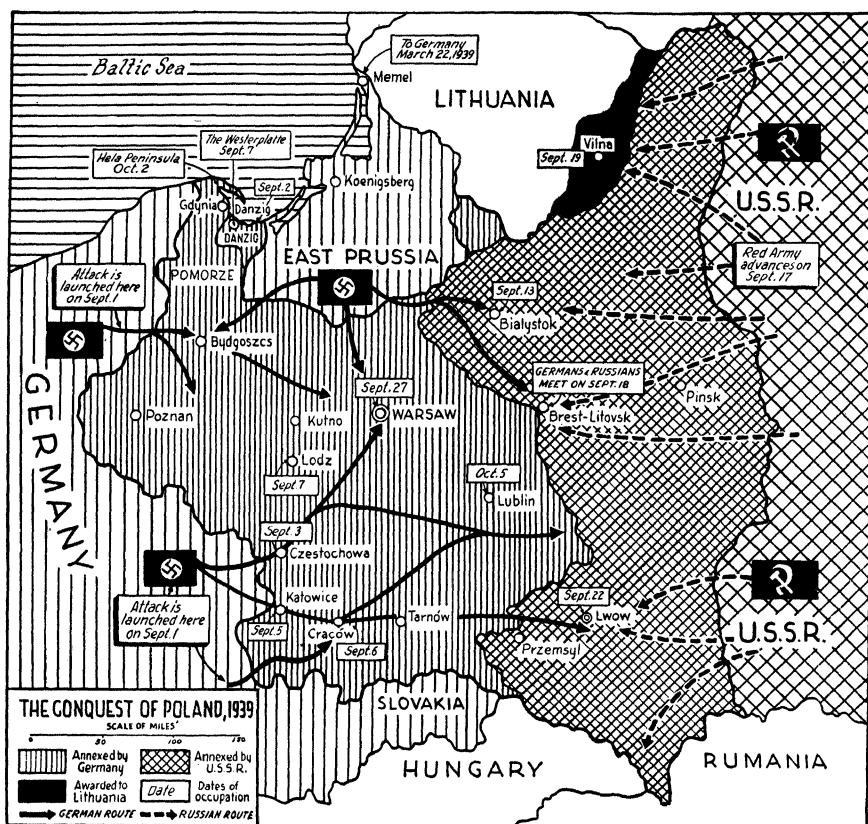 To Germany
March 22, 1939
Memel
Baltic Sea
LITHUANIA
The Westerplatte
Sept. 7
Hela Peninsula
Oct. 2
Sept. 2
Koenigsberg
Gdynia
Danzig
DANZIG
Vilna
Sept. 19
U.S.S.R.
Red Army
advances on
Sept. 17
EAST PRUSSIA
POMORZE
Attack is
launched here
on Sept. 1
Sept. 13
Bialystok
Bydgoszcs
GERMANY
GERMANS & RUSSIANS
MEET ON SEPT. 18
Pinsk
Brest-Litovsk
Sept. 27
WARSAW
Poznan
Kutno
Lodz
Sept. 7
Oct. 5
Lublin
Sept. 3
Czestochowa
Attack is
launched here
on Sept. 1
Katowice
Sept. 5
Cracow
Sept. 6
Tarnów
Sept. 22
Lwow
Przemsyl
U.S.S.R.
SLOVAKIA
HUNGARY
RUMANIA
THE CONQUEST OF POLAND, 1939
SCALE OF MILES
0 50 100 150
Annexed by
Germany
Annexed by
U.S.S.R.
Awarded to
Lithuania
Date
Dates of
occupation
GERMAN ROUTE
RUSSIAN ROUTE